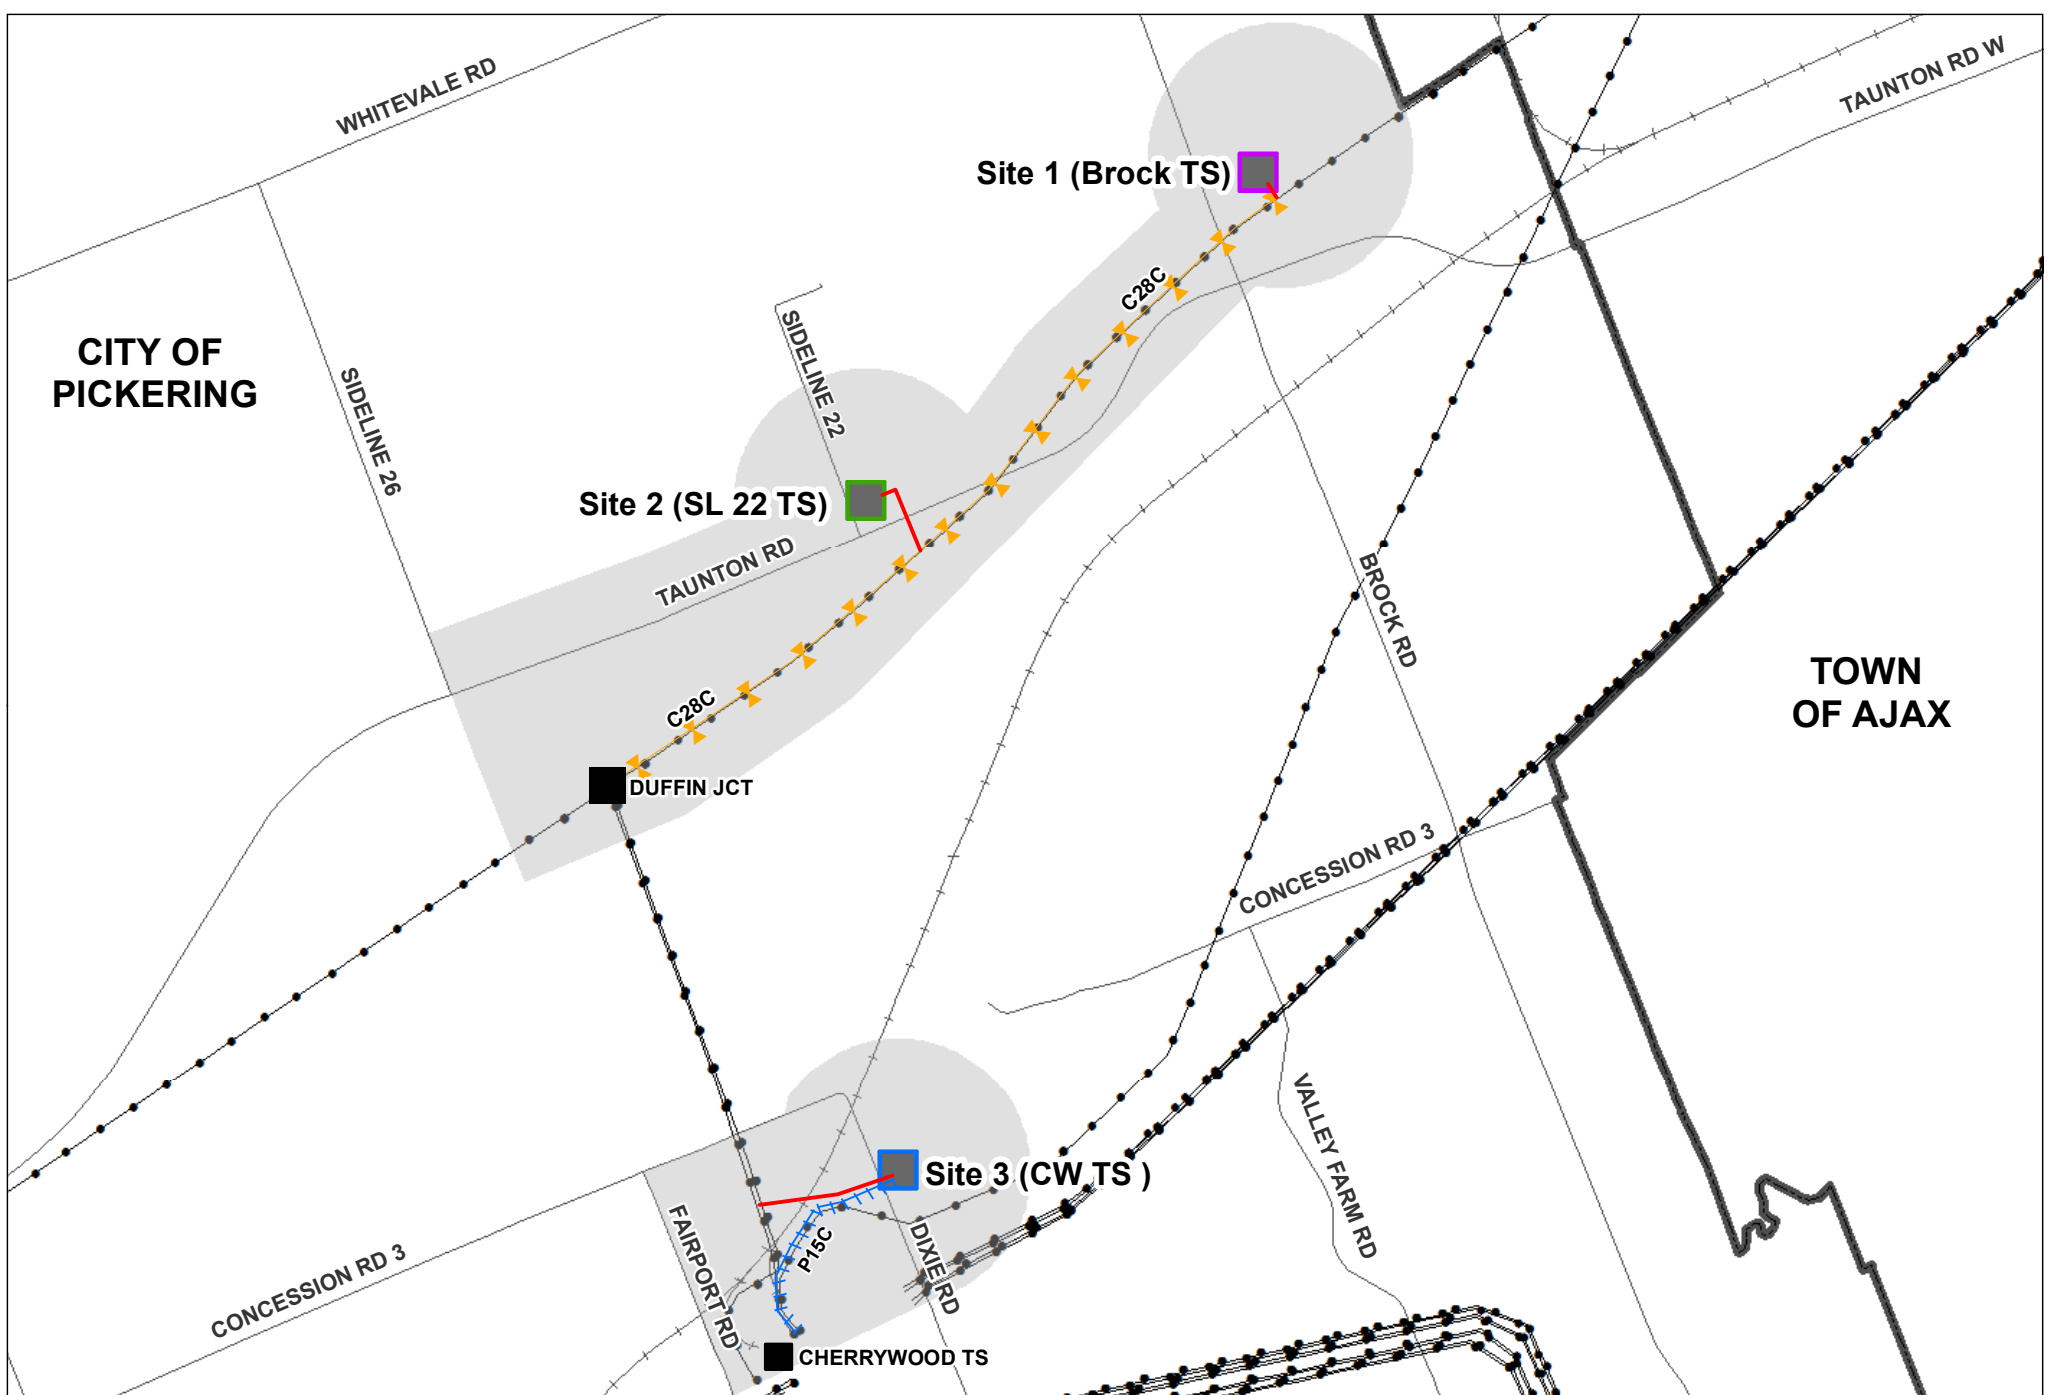 WHITEVALE RD
TAUNTON RD W
Site 1 (Brock TS)
C28C
CITY OF
PICKERING
SIDELINE 22
SIDELINE 26
Site 2 (SL 22 TS)
TAUNTON RD
BROCK RD
TOWN
OF AJAX
C28C
DUFFIN JCT
CONCESSION RD 3
VALLEY FARM RD
Site 3 (CW TS )
FAIRPORT RD
P15C
DIXIE RD
CONCESSION RD 3
CHERRYWOOD TS